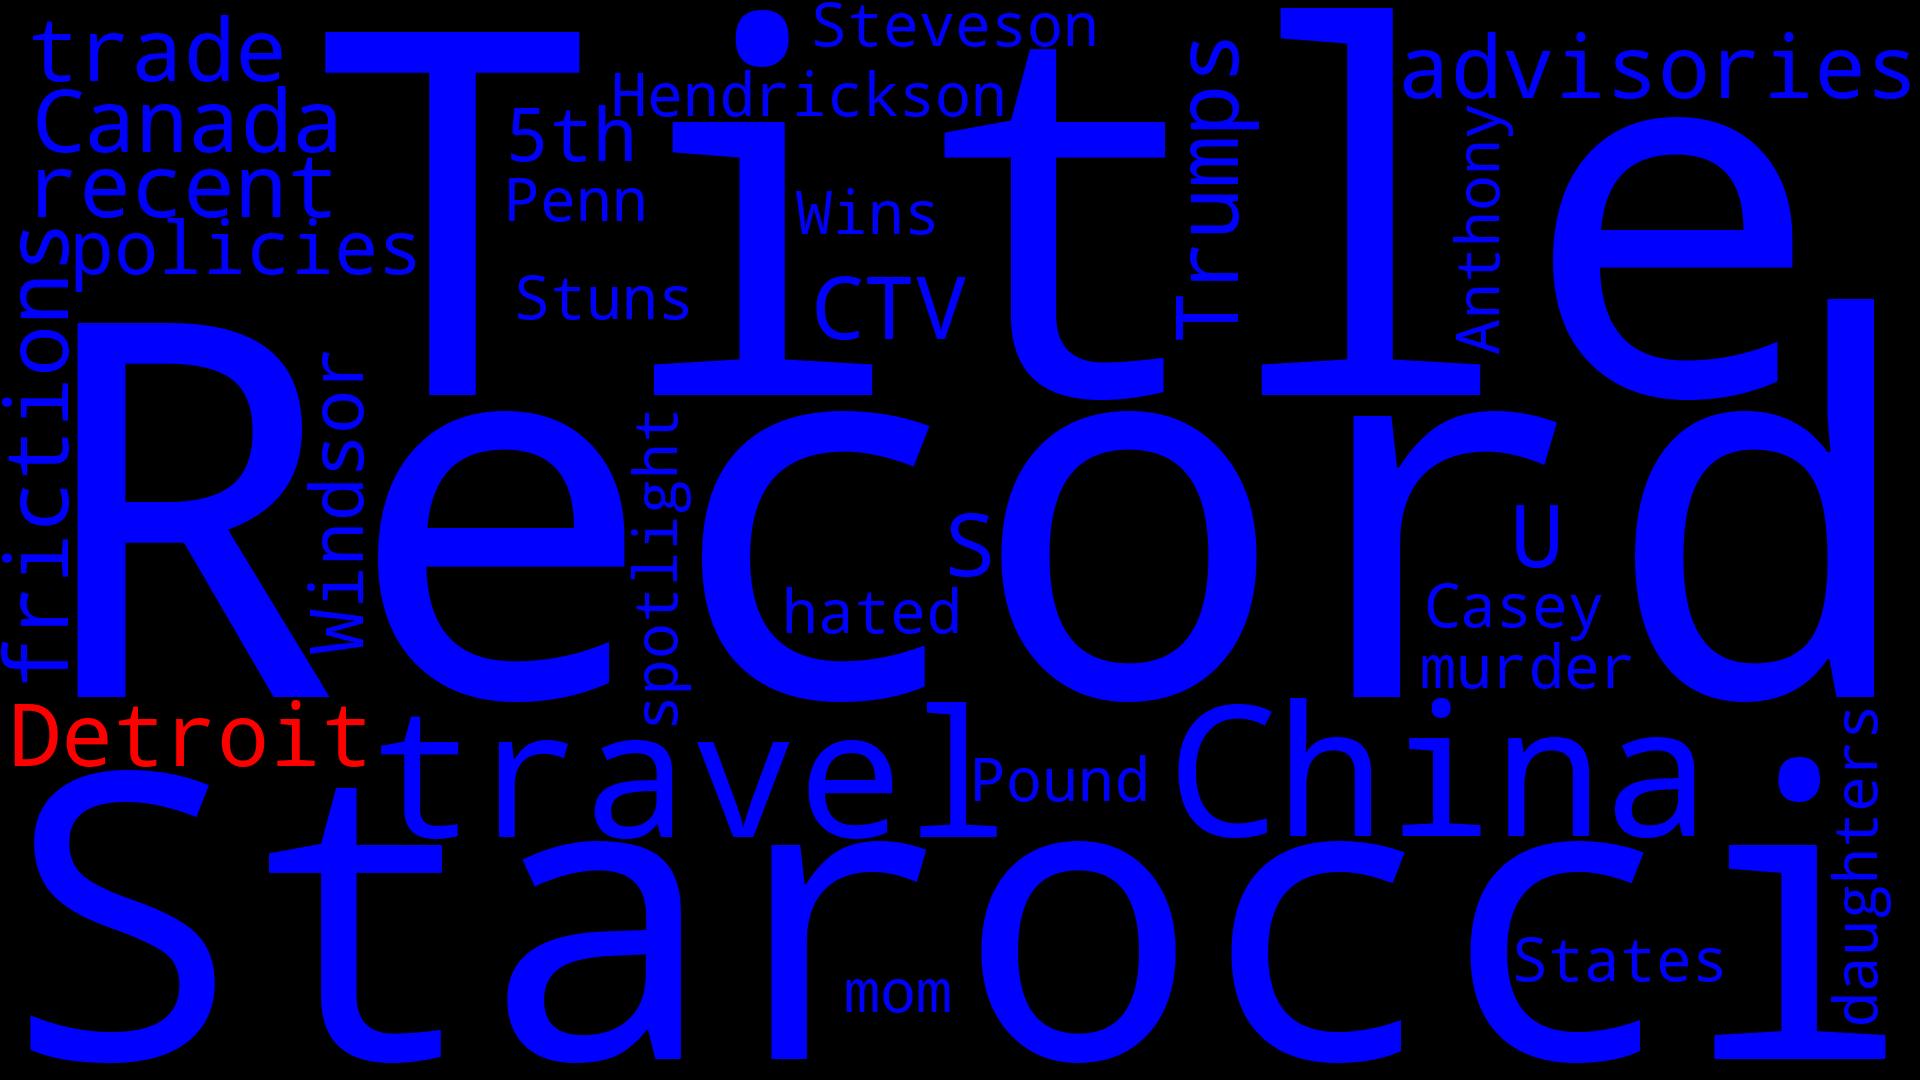 Steveson
trade
Title
advisories
Hendrickson
Trumps
Canada
5th
Anthony
recent
Penn
Wins
policies
frictions
Stuns
CTV
Record
Windsor
spotlight
S
U
hated
Casey
murder
Detroit
travel
China
Pound
daughters
Starocci
States
mom